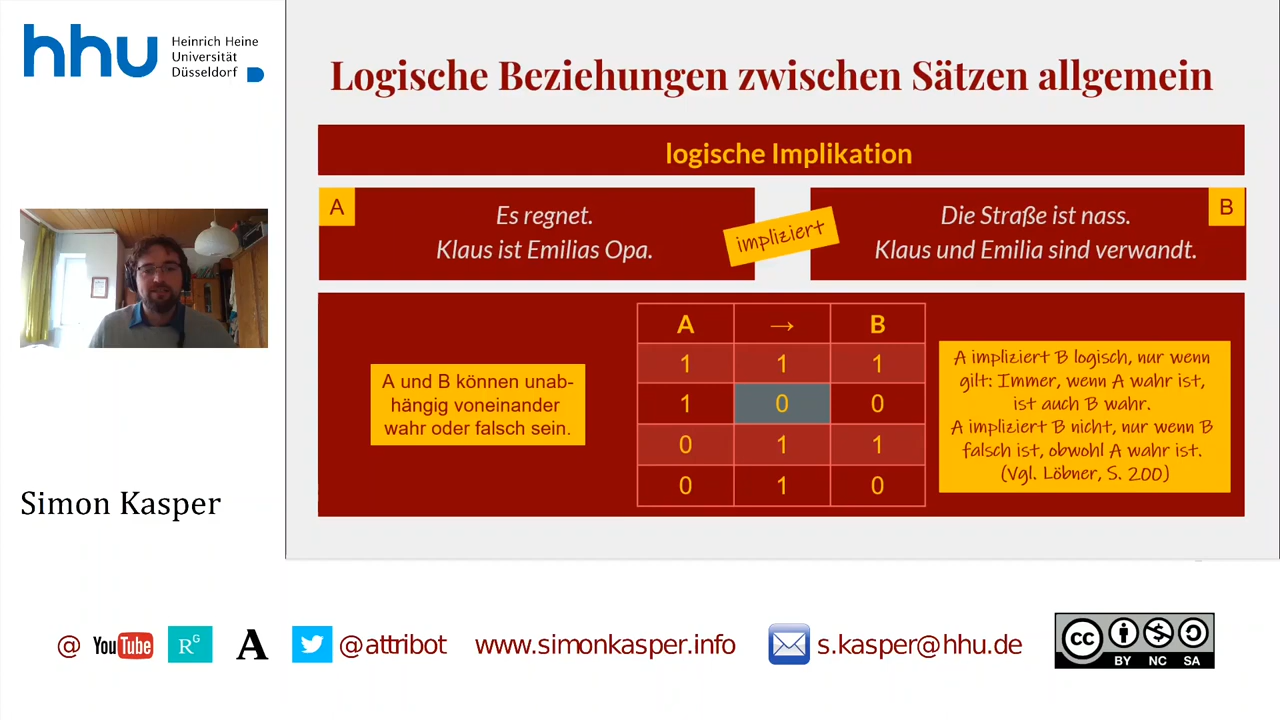 hhu
Heinrich Heine
Universität
Düsseldorf
Logische Beziehungen zwischen Sätzen allgemein
logische Implikation
A
Es regnet.
Klaus ist Emilias Opa.
impliziert
Die Straße ist nass.
Klaus und Emilia sind verwandt.
B
A und B können unab-
hängig voneinander
wahr oder falsch sein.
A → B
1 1 1
1 0 0
0 1 1
0 1 0
A impliziert B logisch, nur wenn
gilt: Immer, wenn A wahr ist,
ist auch B wahr.
A impliziert B nicht, nur wenn B
falsch ist, obwohl A wahr ist.
(Vgl. Löbner, S. 200)
Simon Kasper
@ YouTube RG A @attribot www.simonkasper.info s.kasper@hhu.de
cc BY NC SA